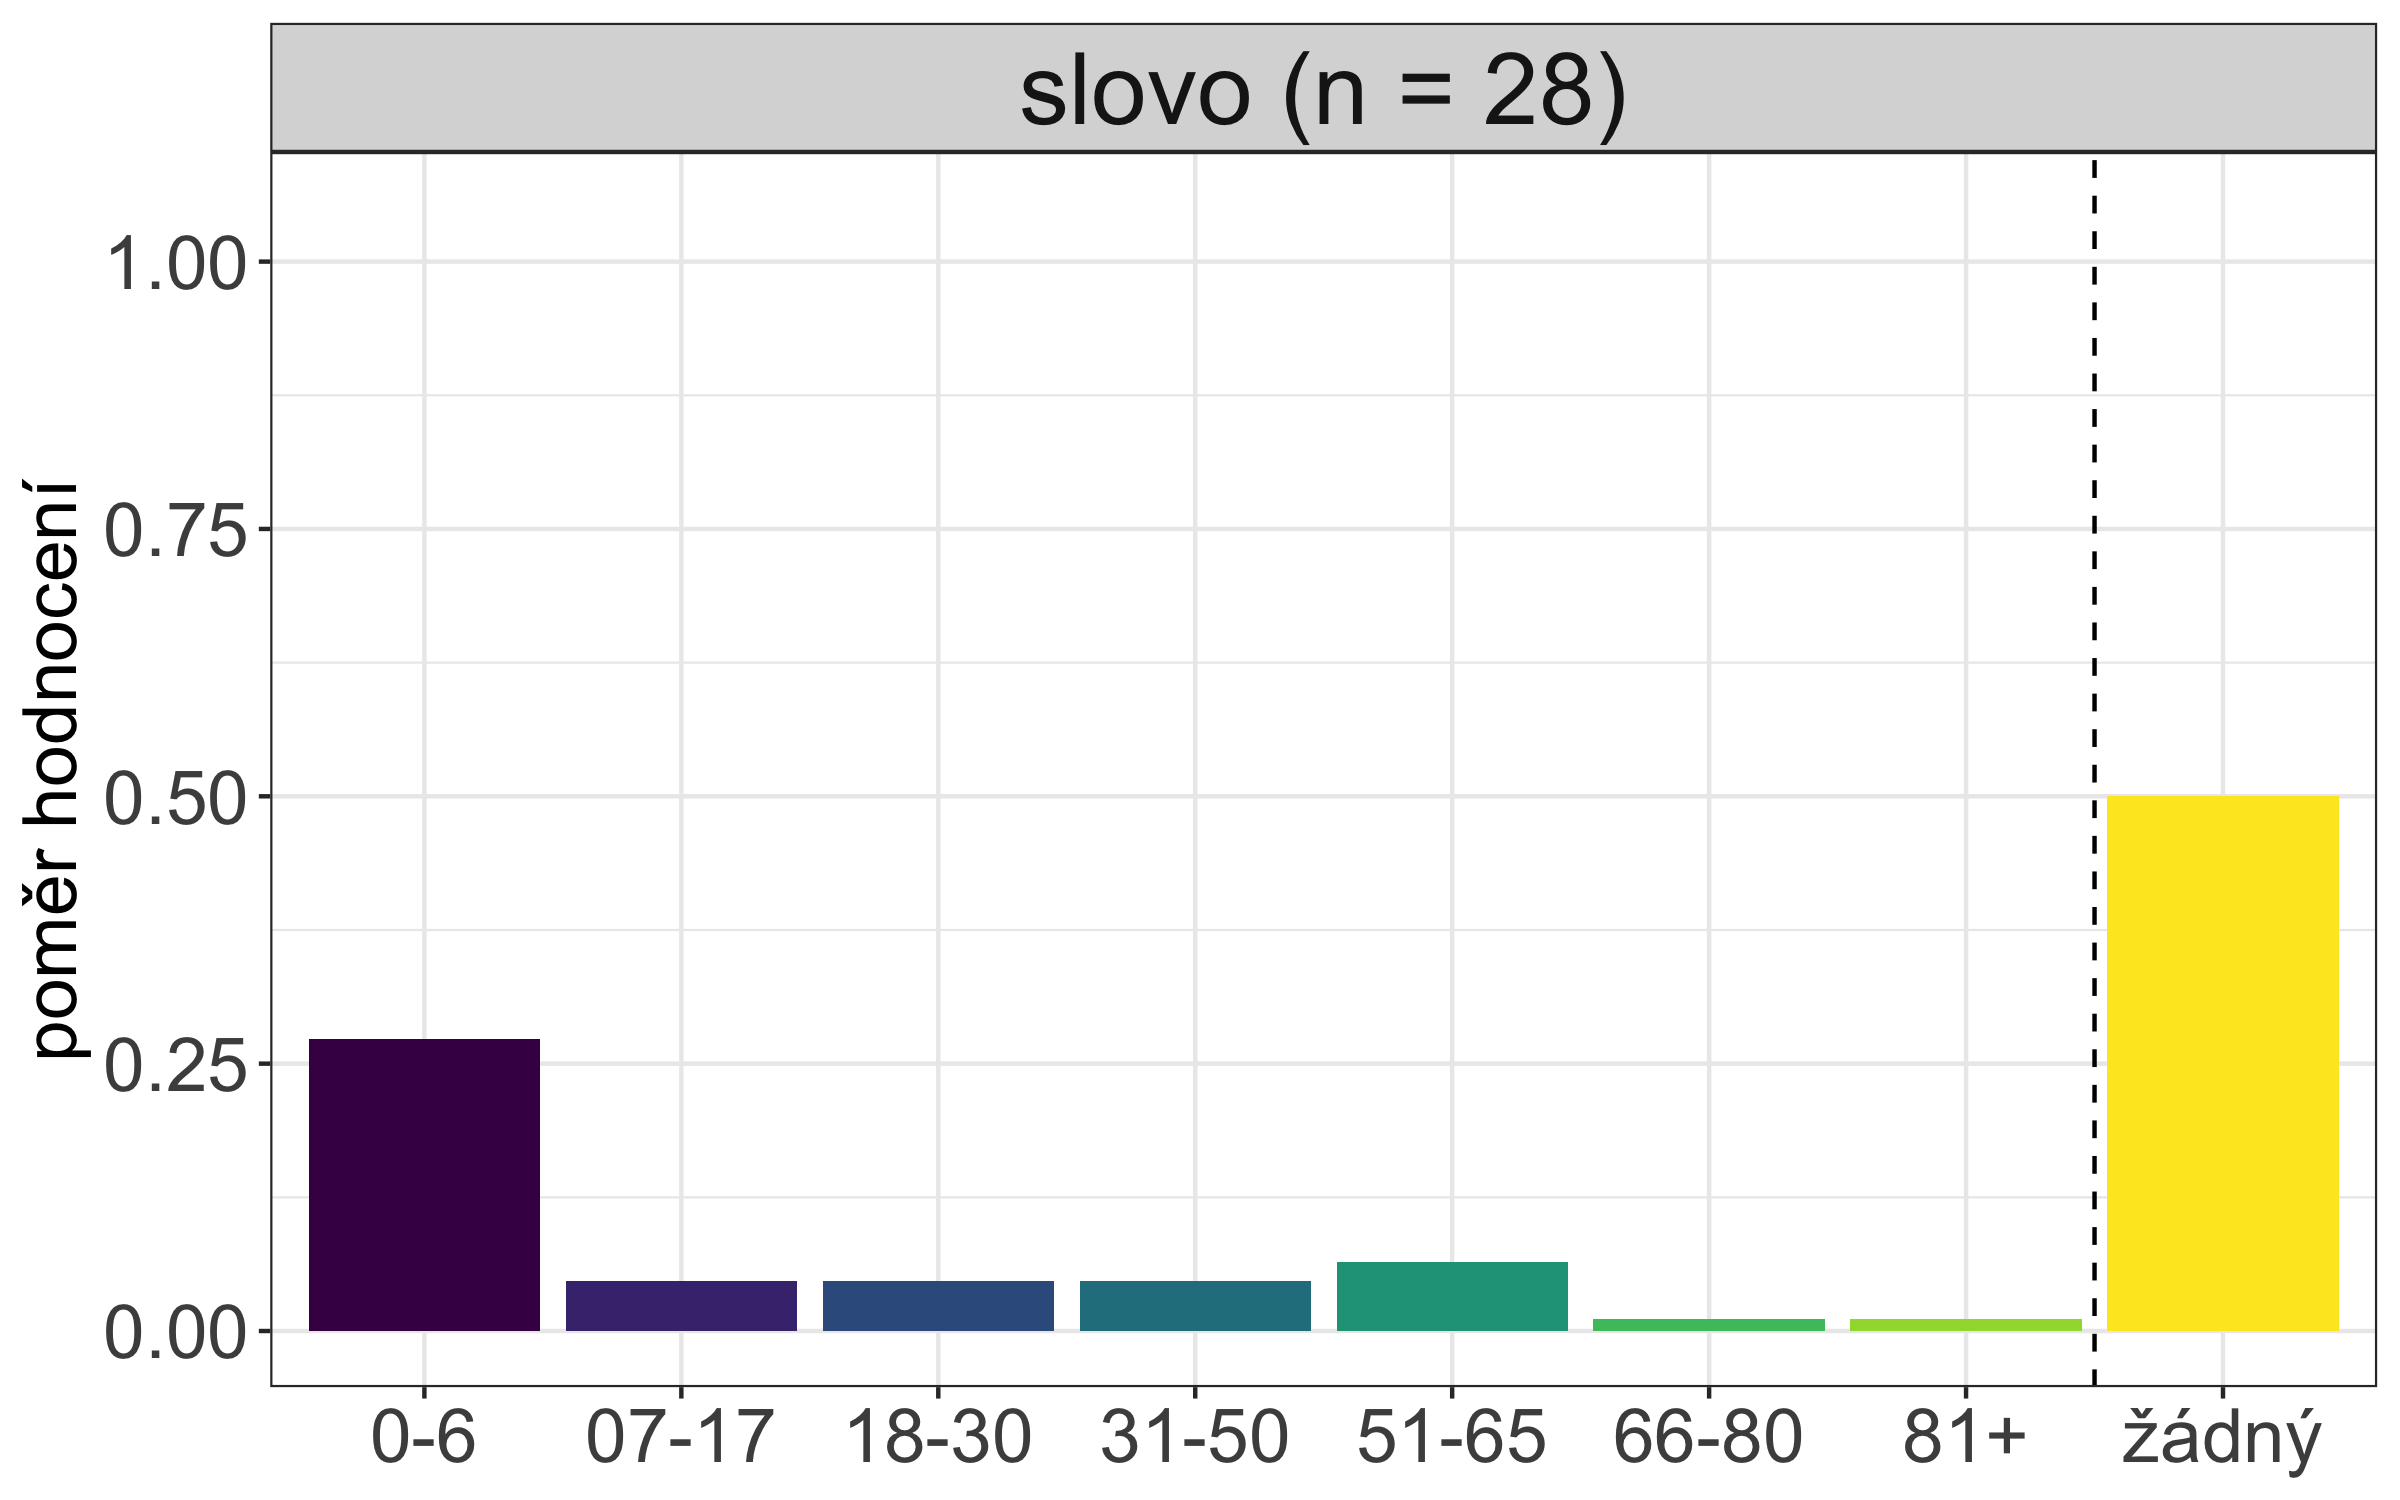 slovo (n = 28)
poměr hodnocení
1.00
0.75
0.50
0.25
0.00
0-6 07-17 18-30 31-50 51-65 66-80 81+ žádný